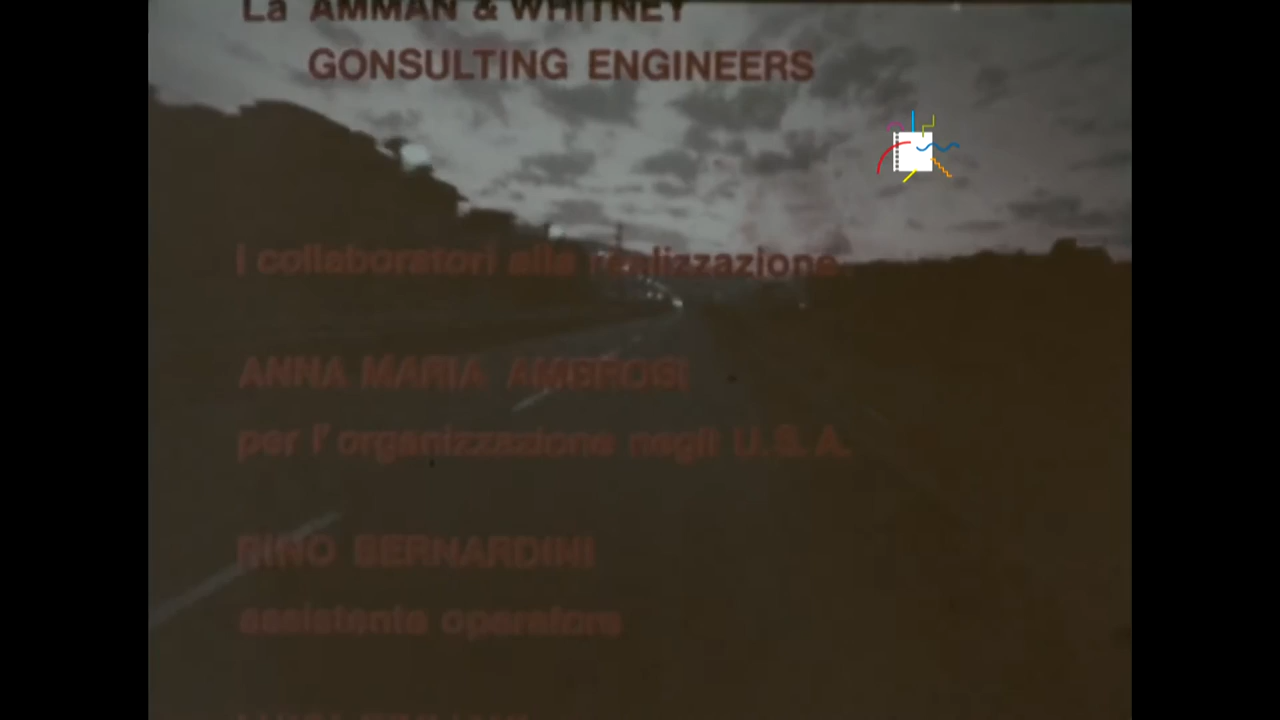 La AMMAN & WHITNEY
GONSULTING ENGINEERS
i collaboratori alla realizzazione
ANNA MARIA AMBROSI
per l'organizzazione negli U.S.A.
RINO BERNARDINI
assistente operatore